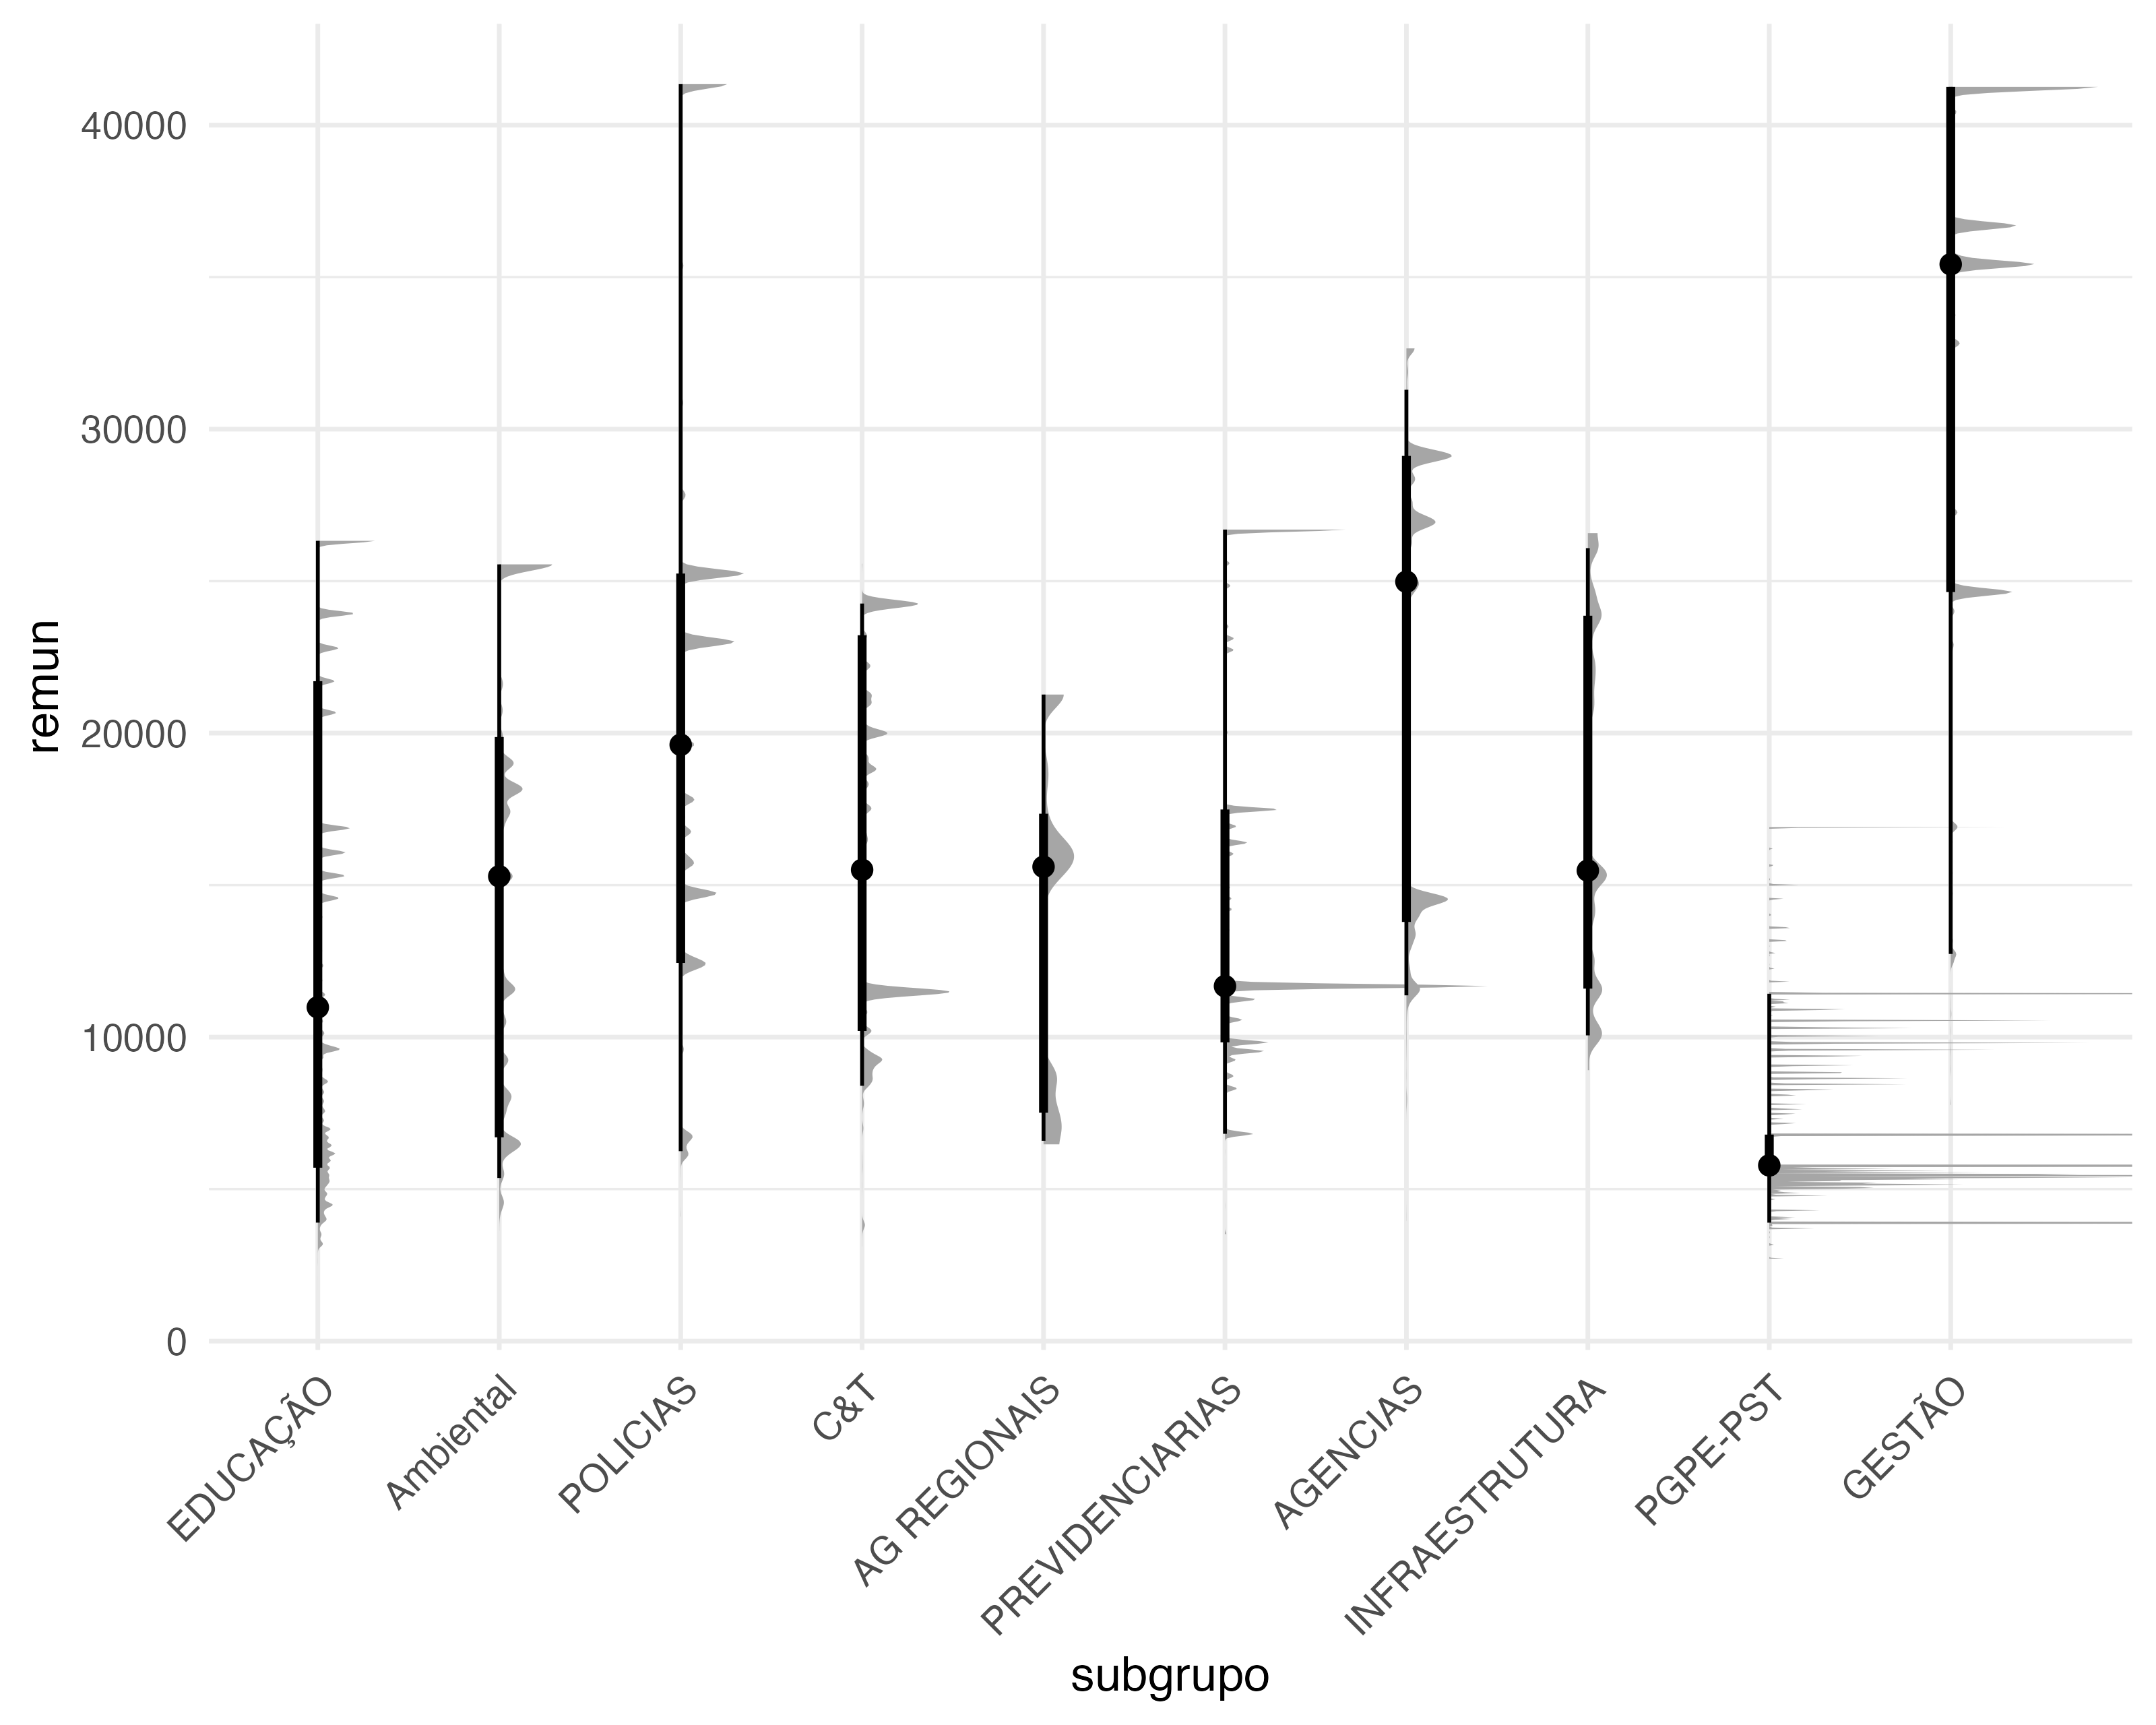 remun
40000
30000
20000
10000
0
EDUCAÇÃO
Ambiental
POLICIAS
C&T
AG REGIONAIS
PREVIDENCIARIAS
AGENCIAS
INFRAESTRUTURA
PGPE-PST
GESTÃO
subgrupo